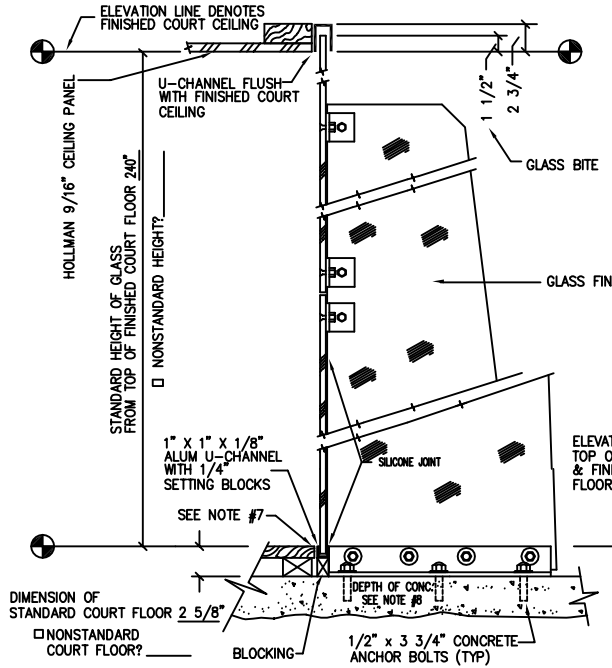 ELEVATION LINE DENOTES
FINISHED COURT CEILING
U-CHANNEL FLUSH
WITH FINISHED COURT
CEILING
HOLLMAN 9/16" CEILING PANEL
STANDARD HEIGHT OF GLASS
FROM TOP OF FINISHED COURT FLOOR 240"
□ NONSTANDARD HEIGHT?
1 1/2"
2 3/4"
GLASS BITE
GLASS FIN
1" X 1" X 1/8"
ALUM U-CHANNEL
WITH 1/4"
SETTING BLOCKS
SILICONE JOINT
SEE NOTE #7
TOP O
& FIN
FLOOR
DIMENSION OF
STANDARD COURT FLOOR 2 5/8"
□ NONSTANDARD
COURT FLOOR?
BLOCKING
DEPTH OF CONC.
SEE NOTE #8
1/2" x 3 3/4" CONCRETE
ANCHOR BOLTS (TYP)